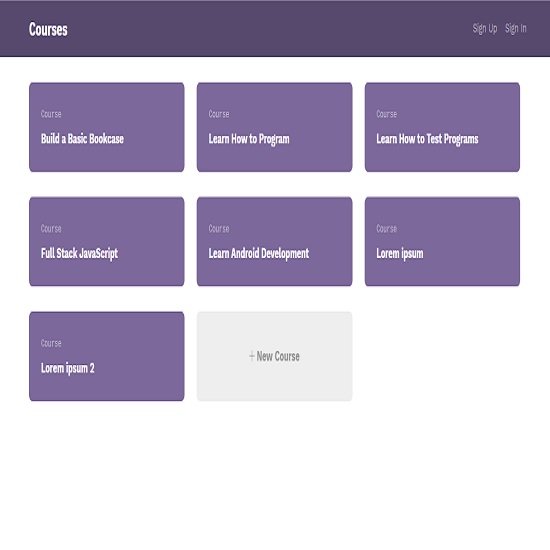 Courses
Sign Up Sign In
Course
Build a Basic Bookcase
Course
Learn How to Program
Course
Learn How to Test Programs
Course
Full Stack JavaScript
Course
Learn Android Development
Course
Lorem ipsum
Course
Lorem ipsum 2
+ New Course